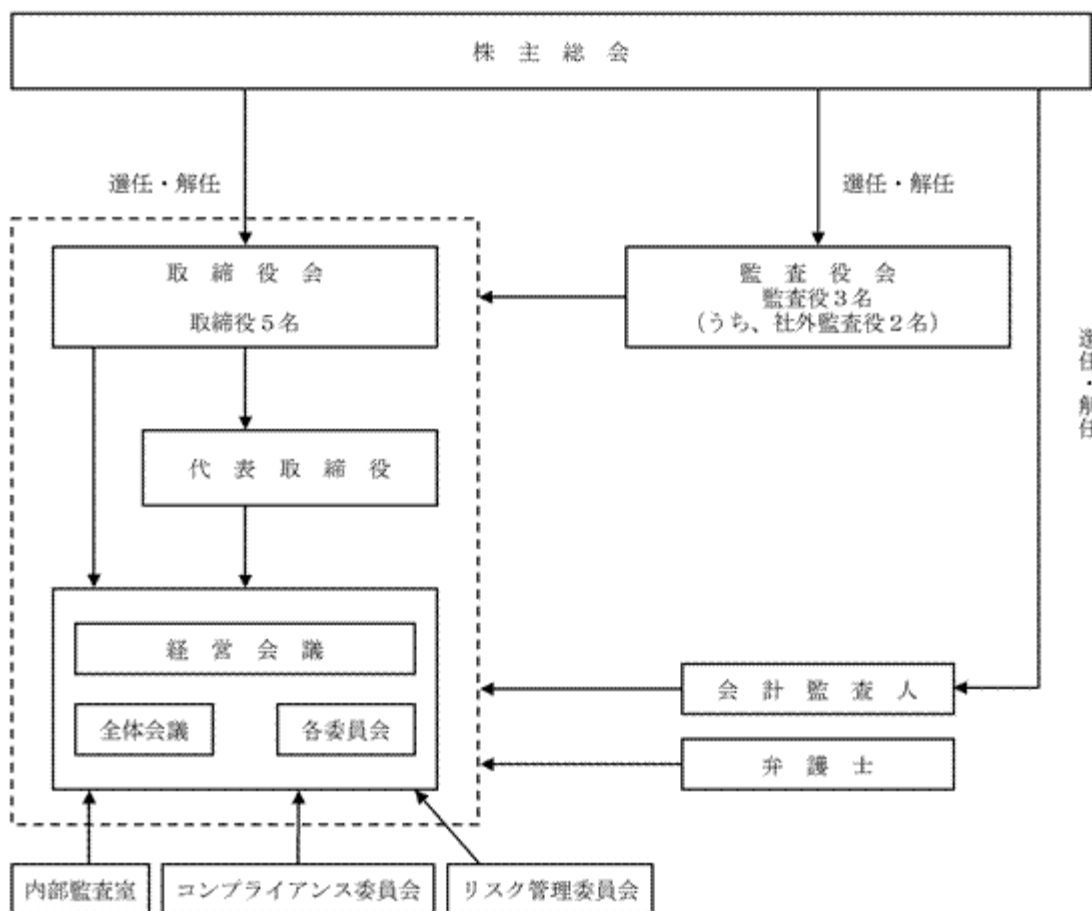 株主総会
選任・解任
選任・解任
取締役会
取締役5名
監査役会
監査役3名
(うち、社外監査役2名)
選任・解任
代表取締役
経営会議
全体会議
各委員会
会計監査人
弁護士
内部監査室
コンプライアンス委員会
リスク管理委員会